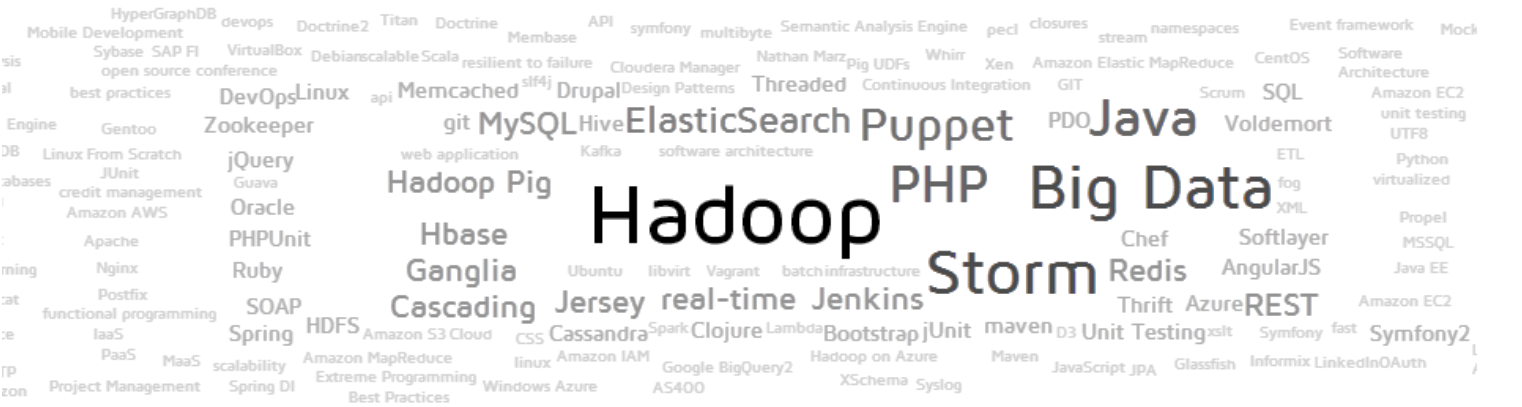 HyperGraphDB devops Doctrine2 Titan Doctrine API symfony multibyte Semantic Analysis Engine pecl closures stream namespaces Event framework Mock
Mobile Development Membase
Sybase SAP FI VirtualBox Debian scalable Scala resilient to failure Cloudera Manager Nathan Marz Pig UDFs Whirr Xen Amazon Elastic MapReduce CentOS Software Architecture
open source conference
best practices DevOps Linux api Memcached slf4j Drupal Design Patterns Threaded Continuous Integration GIT Scrum SQL Amazon EC2
Engine Gentoo Zookeeper git MySQL Hive ElasticSearch Puppet PDO Java Voldemort unit testing
UTF8
DB Linux From Scratch jQuery web application Kafka software architecture ETL Python
abases JUnit Guava Hadoop Pig Hadoop PHP Big Data fog virtualized
credit management
Amazon AWS Oracle XML Propel
Apache PHPUnit Hbase Chef Softlayer MSSQL
ming Nginx Ruby Ganglia Ubuntu libvirt Vagrant batch infrastructure Storm Redis AngularJS Java EE
Postfix SOAP Cascading Jersey real-time Jenkins Thrift Azure REST Amazon EC2
functional programming
IaaS Spring HDFS Amazon S3 Cloud CSS Cassandra Spark Clojure Lambda Bootstrap jUnit maven D3 Unit Testing xslt Symfony fast Symfony2
PaaS MaaS scalability Amazon MapReduce linux Amazon IAM Google BigQuery2 Hadoop on Azure Maven JavaScript JPA Glassfish Informix LinkedIn OAuth
zon Project Management Spring DI Extreme Programming Windows Azure AS400 XSchema Syslog
Best Practices